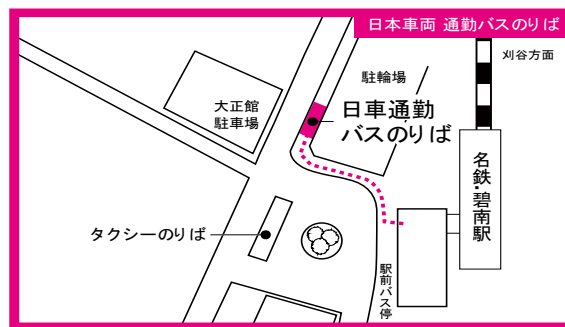 日本車両 通勤バスのりば
刈谷方面
駐輪場
大正館
駐車場
日車通勤
バスのりば
名鉄・碧南駅
タクシーのりば
駅前バス停